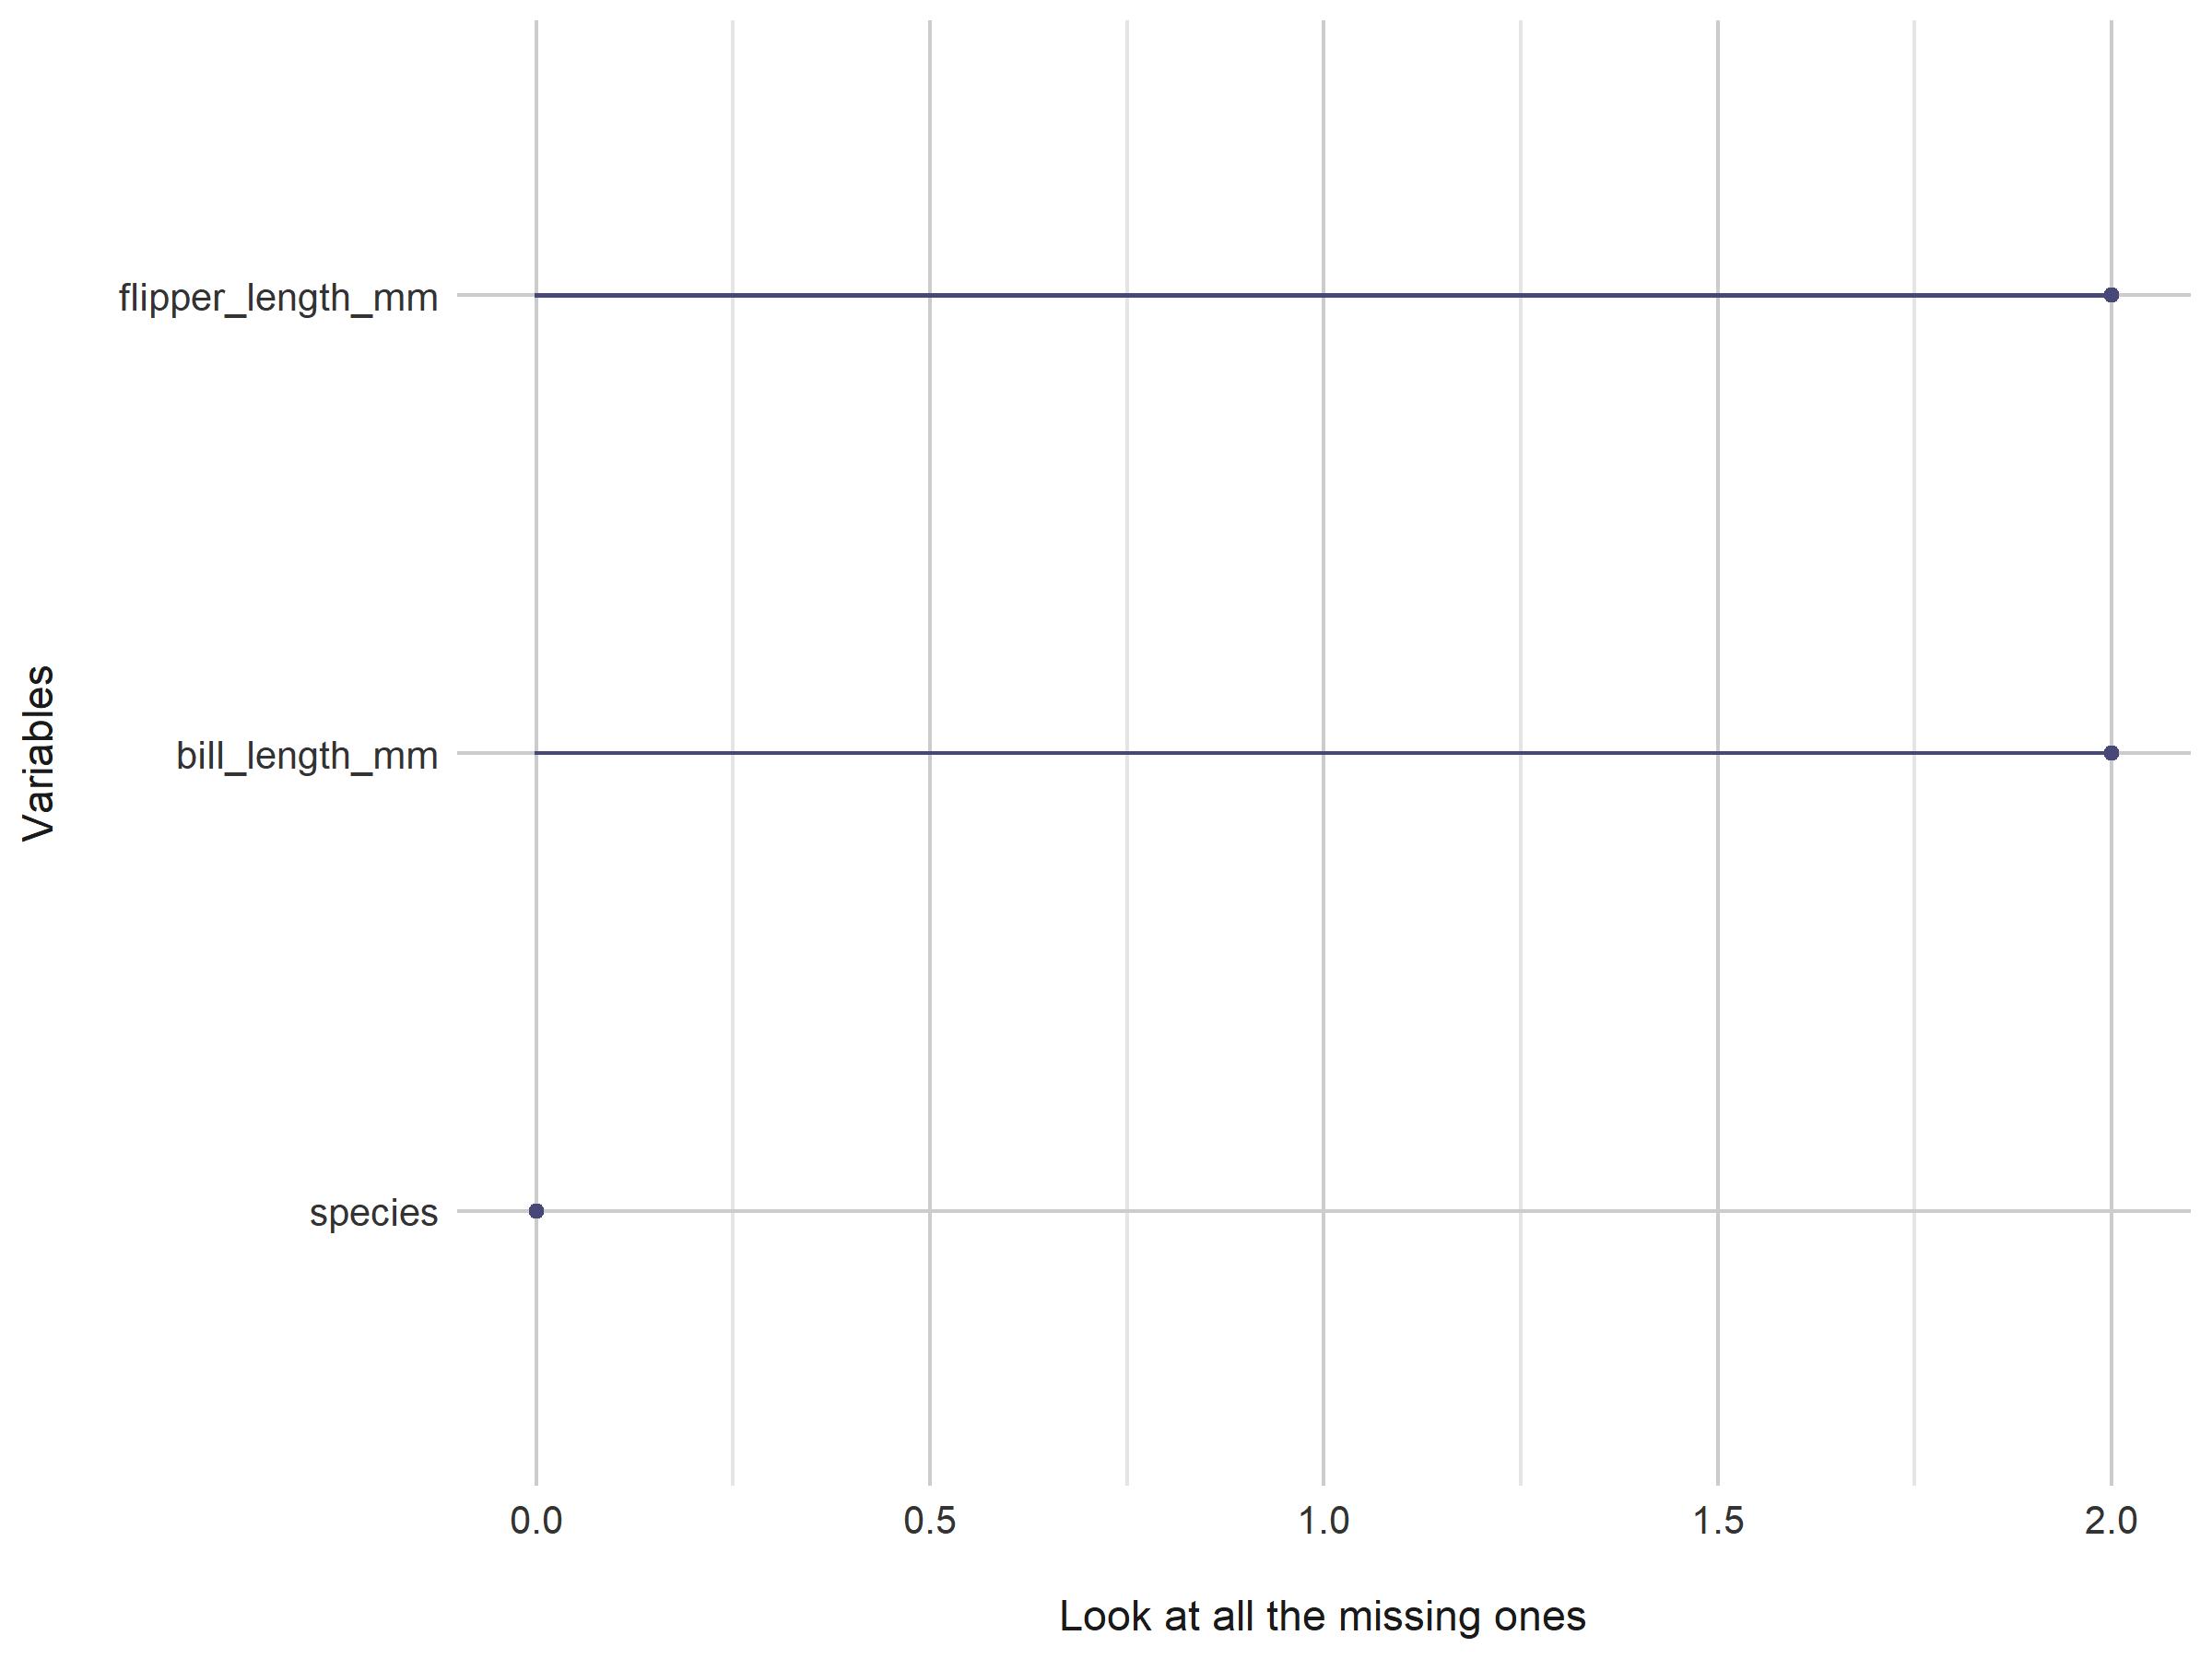 Variables
flipper_length_mm
bill_length_mm
species
0.0 0.5 1.0 1.5 2.0
Look at all the missing ones